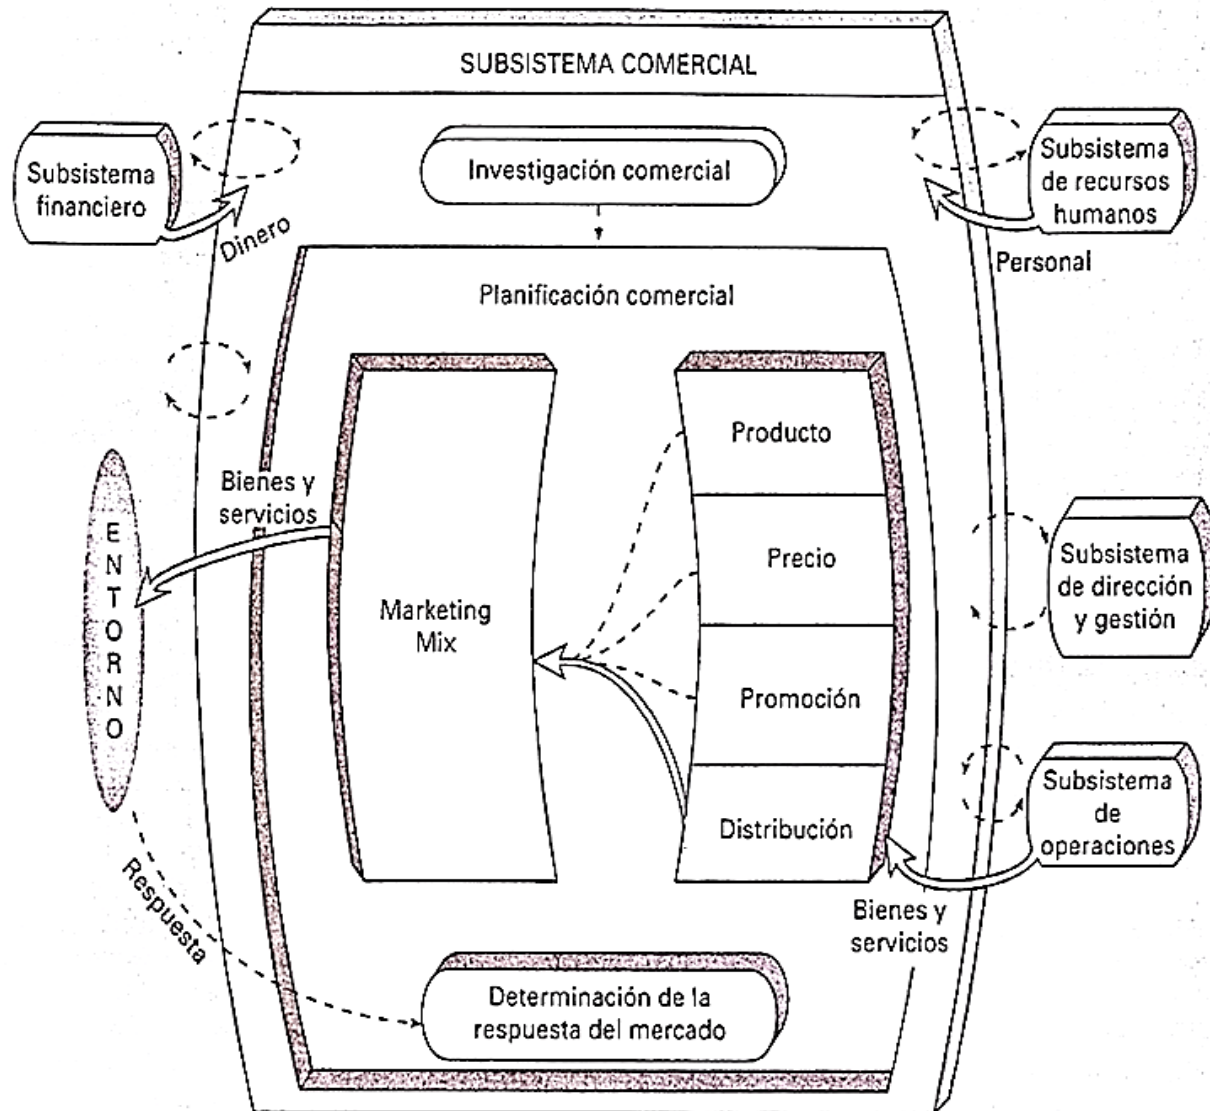 SUBSISTEMA COMERCIAL
Subsistema
financiero
Dinero
Investigación comercial
Subsistema
de recursos
humanos
Personal
Planificación comercial
Bienes y
servicios
ENTORNO
Marketing
Mix
Producto
Precio
Promoción
Distribución
Subsistema
de dirección
y gestión
Subsistema
de
operaciones
Bienes y
servicios
Respuesta
Determinación de la
respuesta del mercado